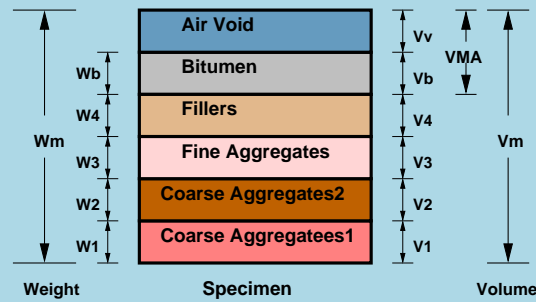 Air Void
Vv
Bitumen
VMA
Wb
Vb
W4
Fillers
V4
Wm
Vm
W3
Fine Aggregates
V3
W2
Coarse Aggregates2
V2
W1
Coarse Aggregatees1
V1
Weight
Specimen
Volume